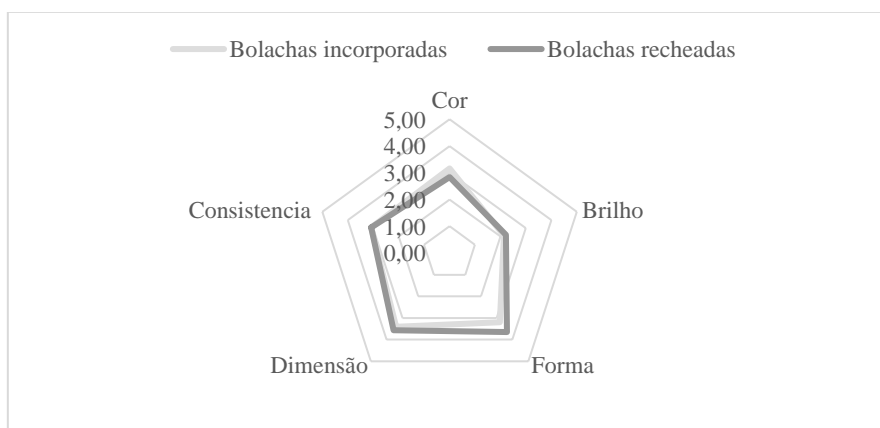 Bolachas incorporadas Bolachas recheadas
Cor
5,00
4,00
3,00
2,00
1,00
0,00
Consistencia
Brilho
Dimensão
Forma